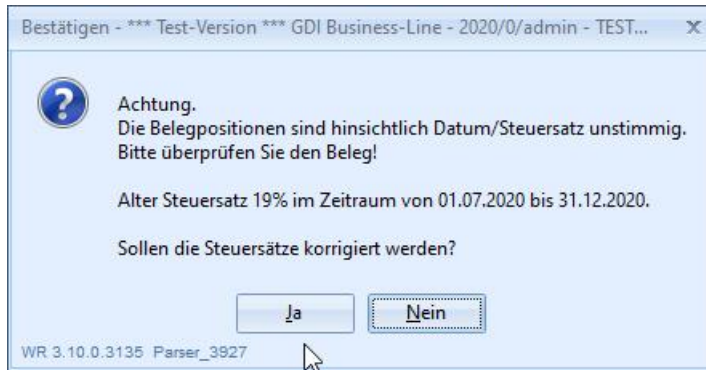 Bestätigen - *** Test-Version *** GDI Business-Line - 2020/0/admin - TEST...
Achtung.
Die Belegpositionen sind hinsichtlich Datum/Steuersatz unstimmig.
Bitte überprüfen Sie den Beleg!
Alter Steuersatz 19% im Zeitraum von 01.07.2020 bis 31.12.2020.
Sollen die Steuersätze korrigiert werden?
Ja
Nein
WR 3.10.0.3135 Parser_3927